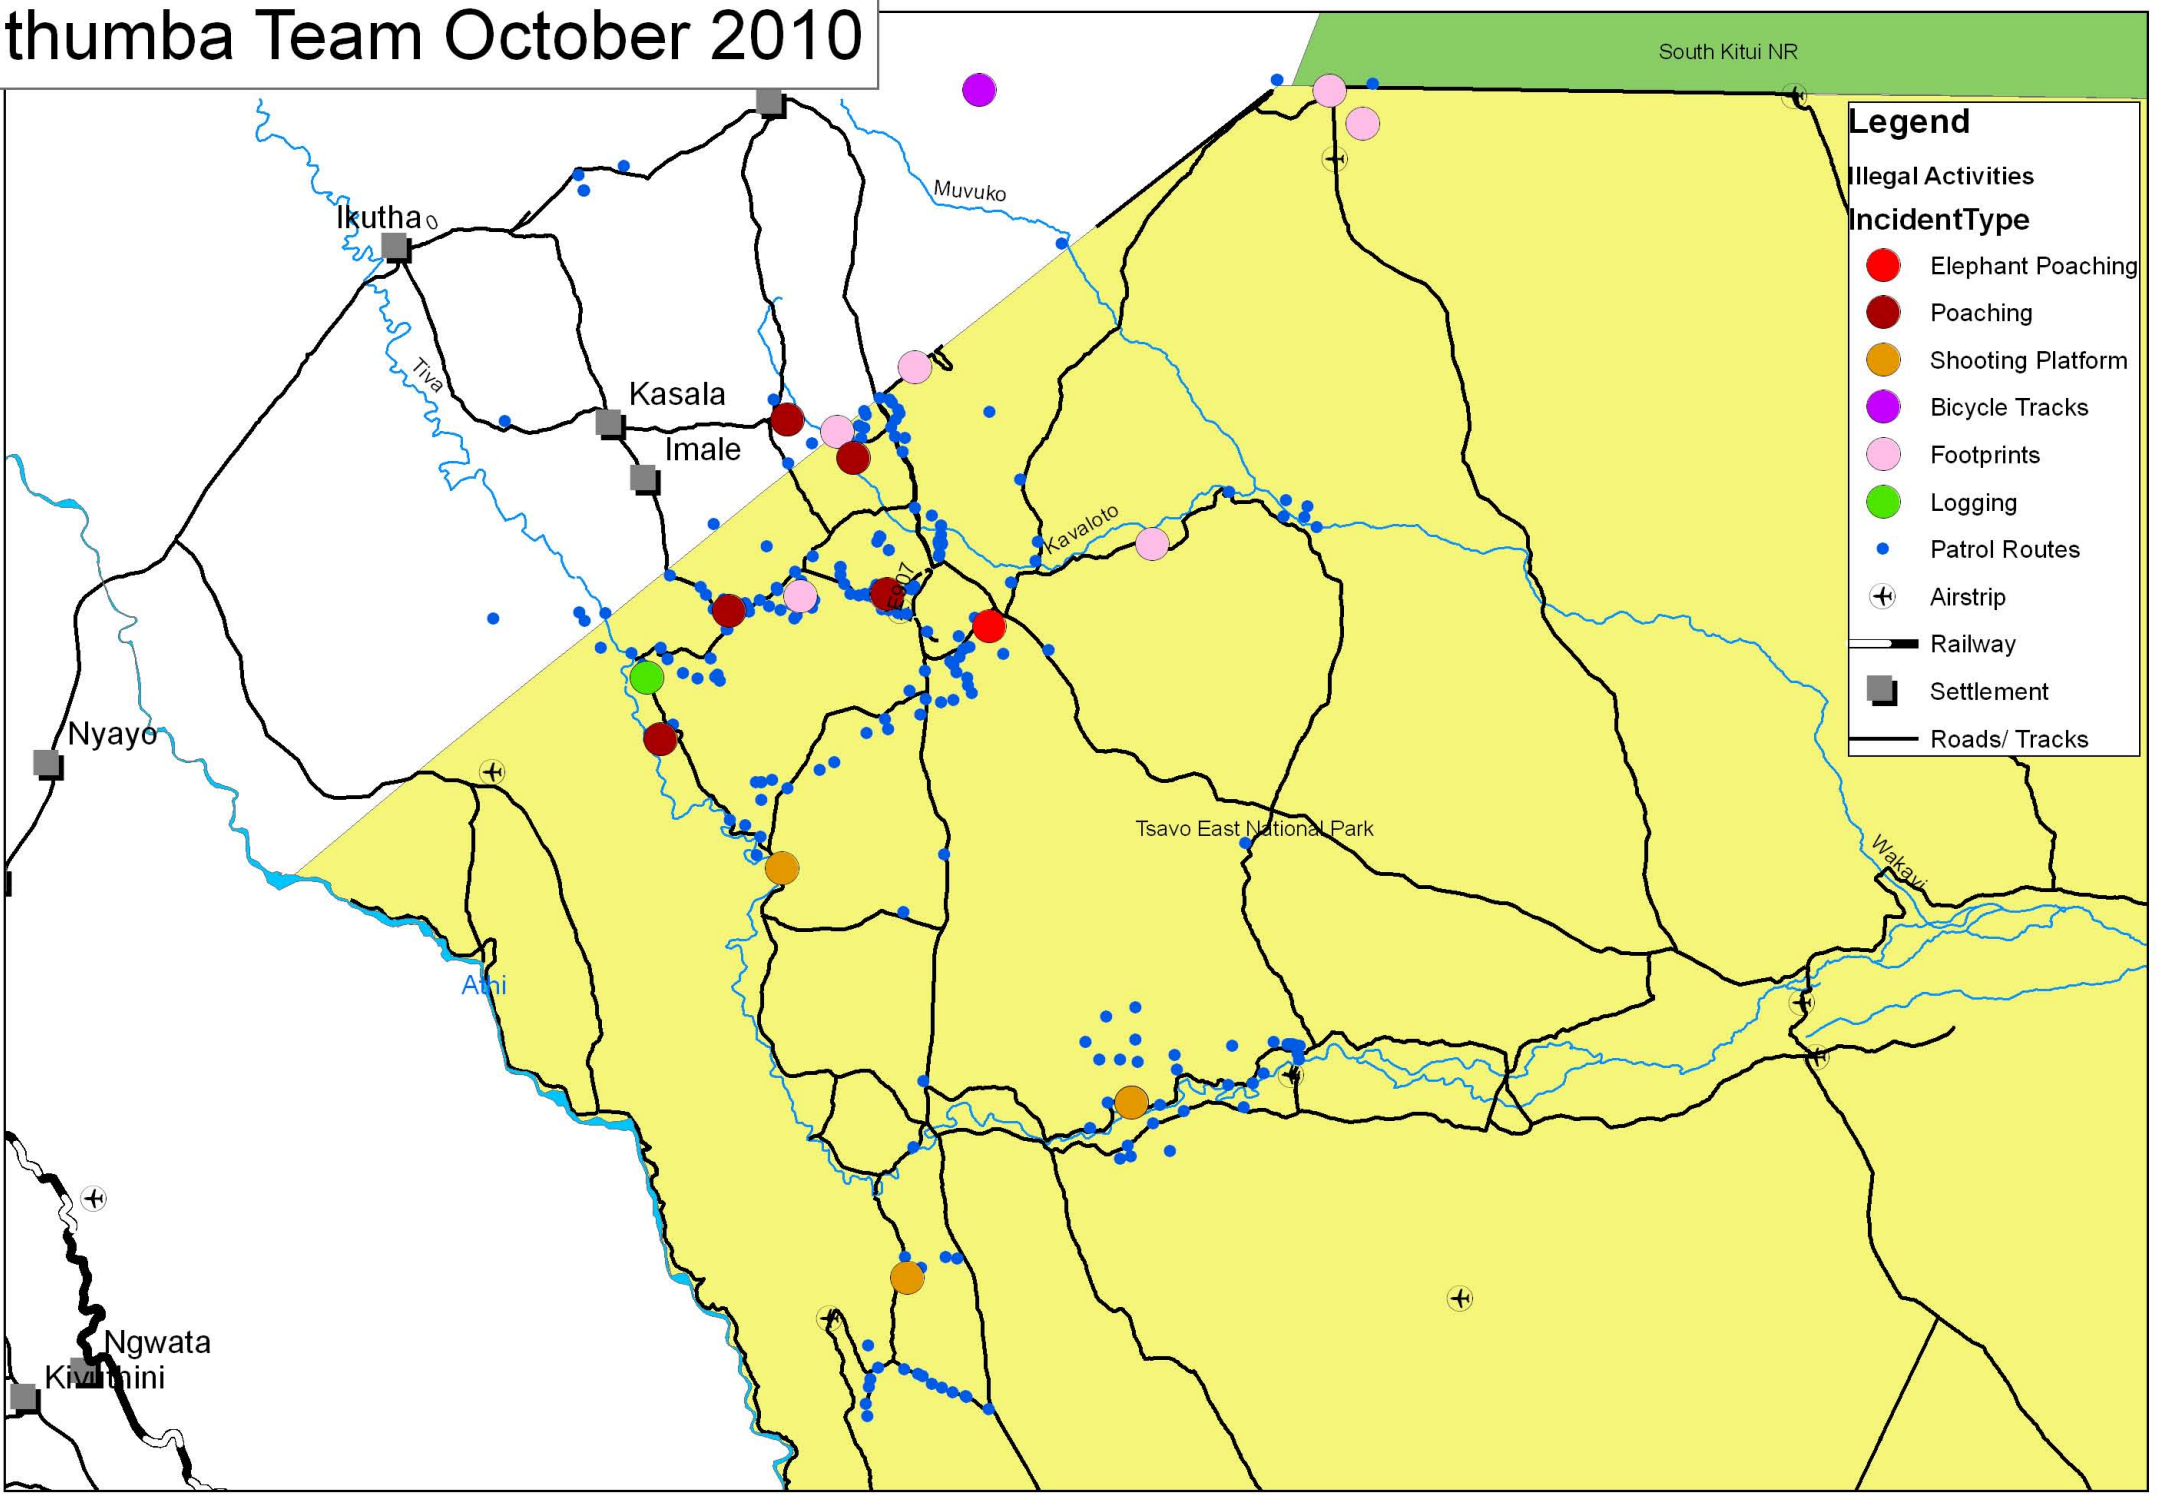 thumba Team October 2010
South Kitui NR
Legend
Illegal Activities
IncidentType
Elephant Poaching
Poaching
Shooting Platform
Bicycle Tracks
Footprints
Logging
Patrol Routes
Airstrip
Railway
Settlement
Roads/ Tracks
Muvuko
Ikutha
0
Tiva
Kasala
Imale
Kavaloto
Nyayo
Tsavo East National Park
Wakavi
Athi
Ngwata